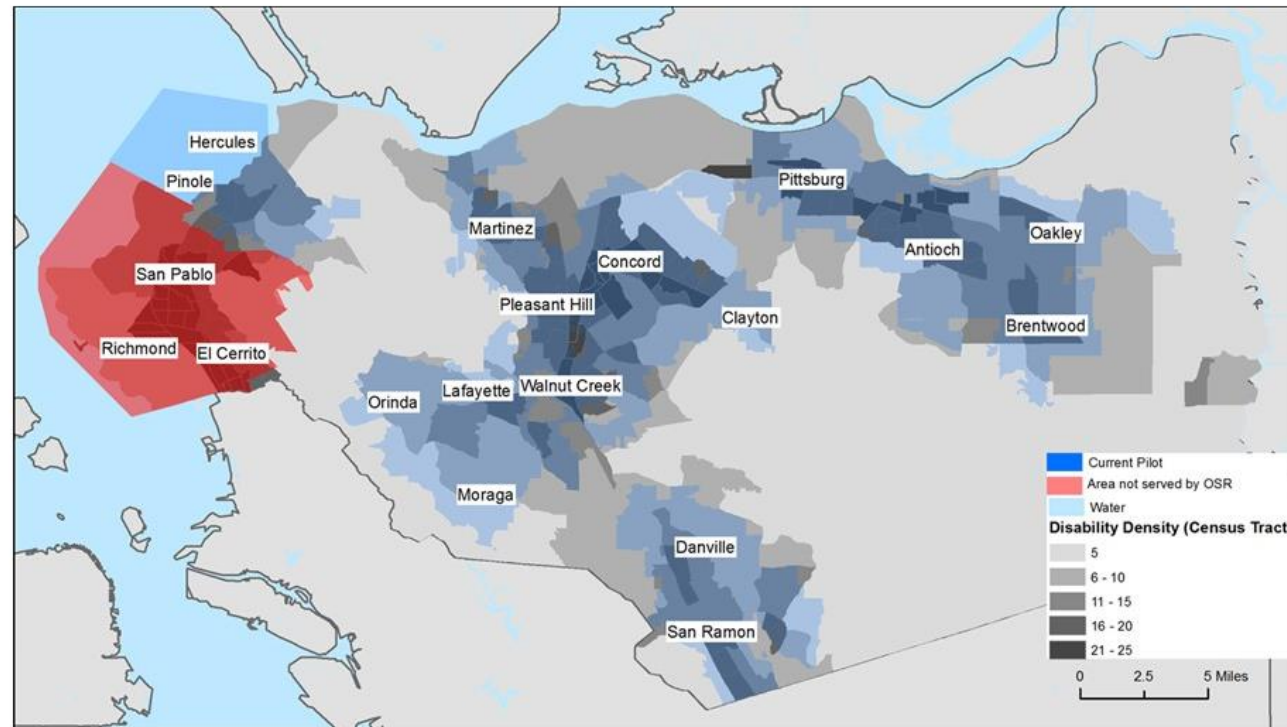 Hercules
Pinole
Pittsburg
Martinez
Oakley
Antioch
Concord
San Pablo
Pleasant Hill
Clayton
Brentwood
Richmond
El Cerrito
Walnut Creek
Lafayette
Orinda
Moraga
Danville
San Ramon
Current Pilot
Area not served by OSR
Water
Disability Density (Census Tract
5
6 - 10
11 - 15
16 - 20
21 - 25
0 2.5 5 Miles